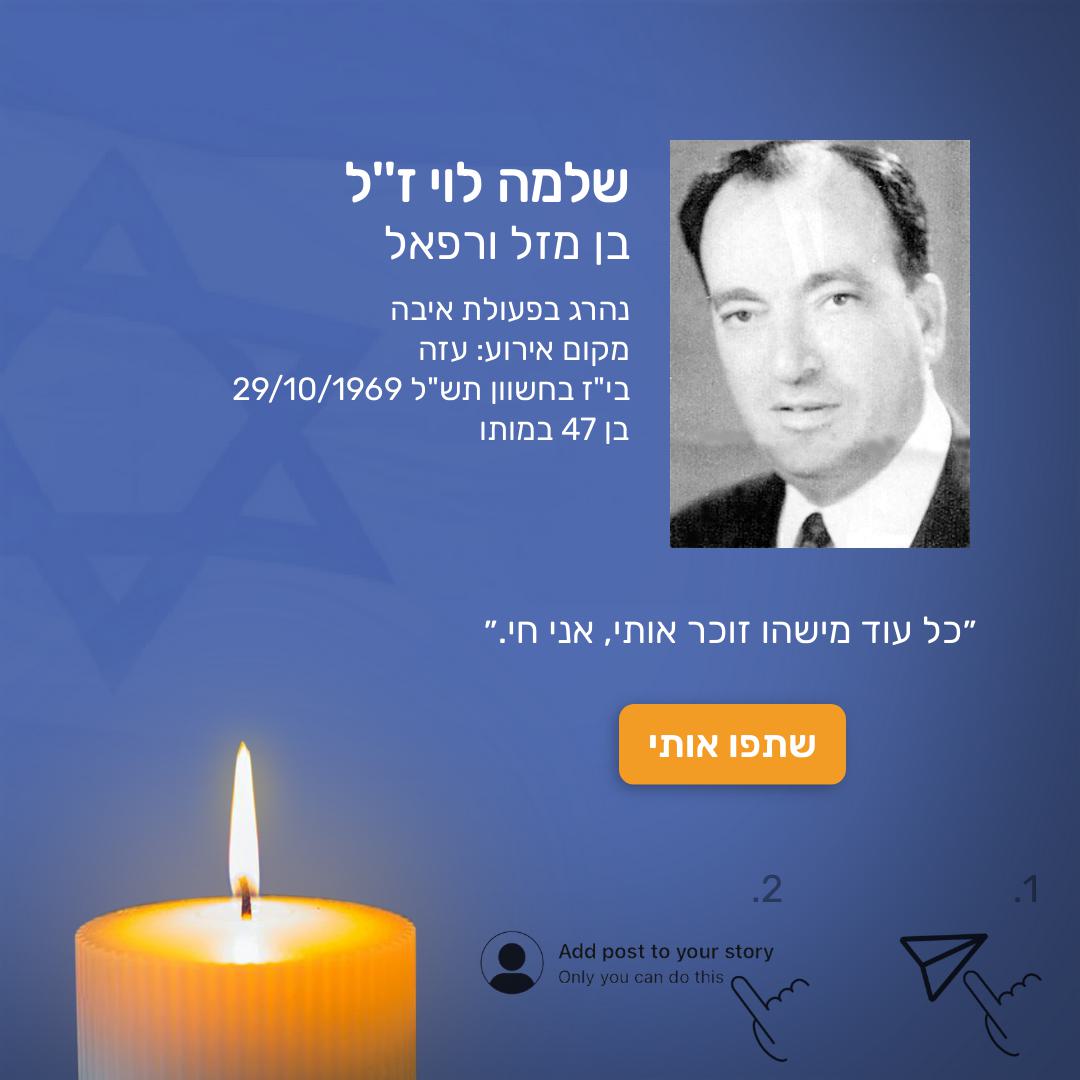 שלמה לוי ז"ל
בן מזל ורפאל
נהרג בפעולת איבה
מקום אירוע: עזה
בי"ז בחשוון תש"ל 29/10/1969
בן 47 במותו
״כל עוד מישהו זוכר אותי, אני חי.״
שתפו אותי
1.
2.
Add post to your story
Only you can do this